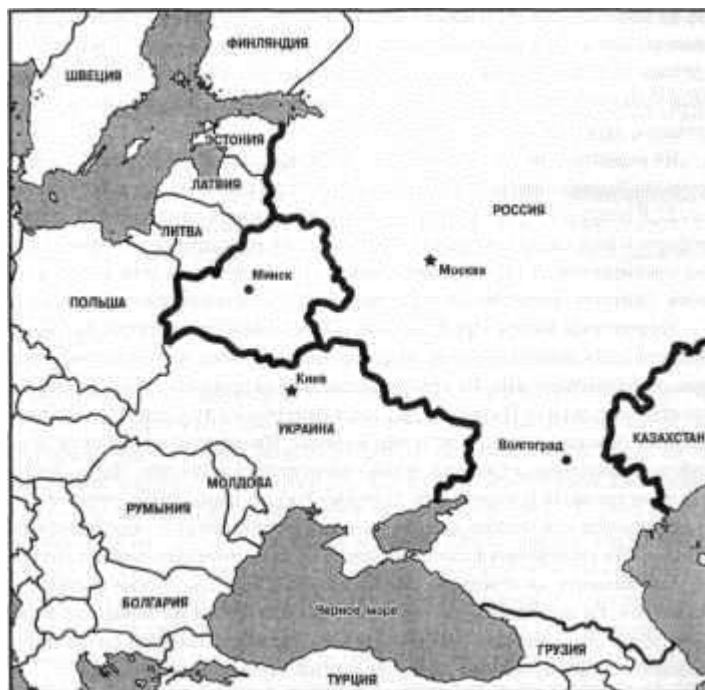 ФИНЛЯНДИЯ
ШВЕЦИЯ
ЭСТОНИЯ
ЛАТВИЯ
РОССИЯ
ЛИТВА
Москва
Минск
ПОЛЬША
Киев
УКРАИНА
КАЗАХСТАН
Волгоград
МОЛДОВА
РУМЫНИЯ
БОЛГАРИЯ
Черное море
ГРУЗИЯ
ТУРЦИЯ